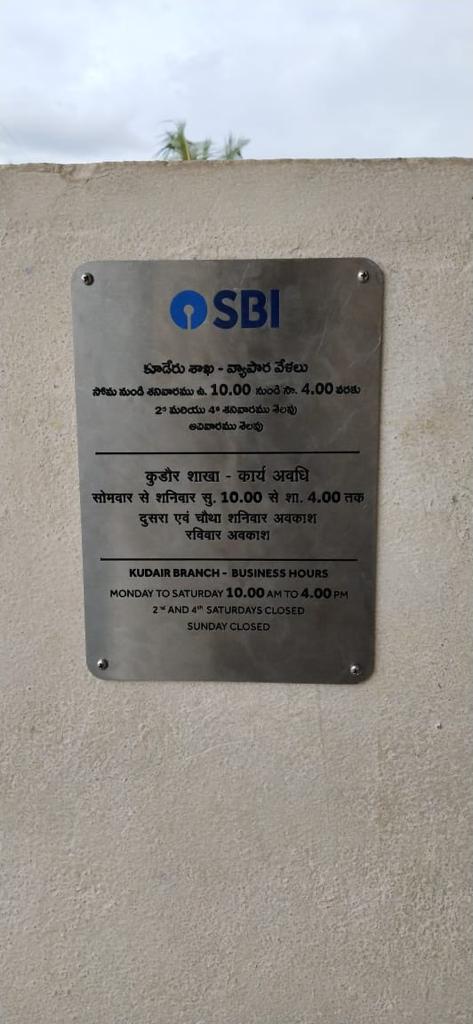 SBI
కూడేరు శాఖ - వ్యాపార వేళలు
సోమ నుండి శనివారము ఉ. 10.00 నుండి సా. 4.00 వరకు
2వ మరియు 4వ శనివారము సెలవు
ఆదివారము సెలవు
कुडौर शाखा - कार्य अवधि
सोमवार से शनिवार सु. 10.00 से शा. 4.00 तक
दुसरा एवं चौथा शनिवार अवकाश
रविवार अवकाश
KUDAIR BRANCH - BUSINESS HOURS
MONDAY TO SATURDAY 10.00 AM TO 4.00 PM
2nd AND 4th SATURDAYS CLOSED
SUNDAY CLOSED